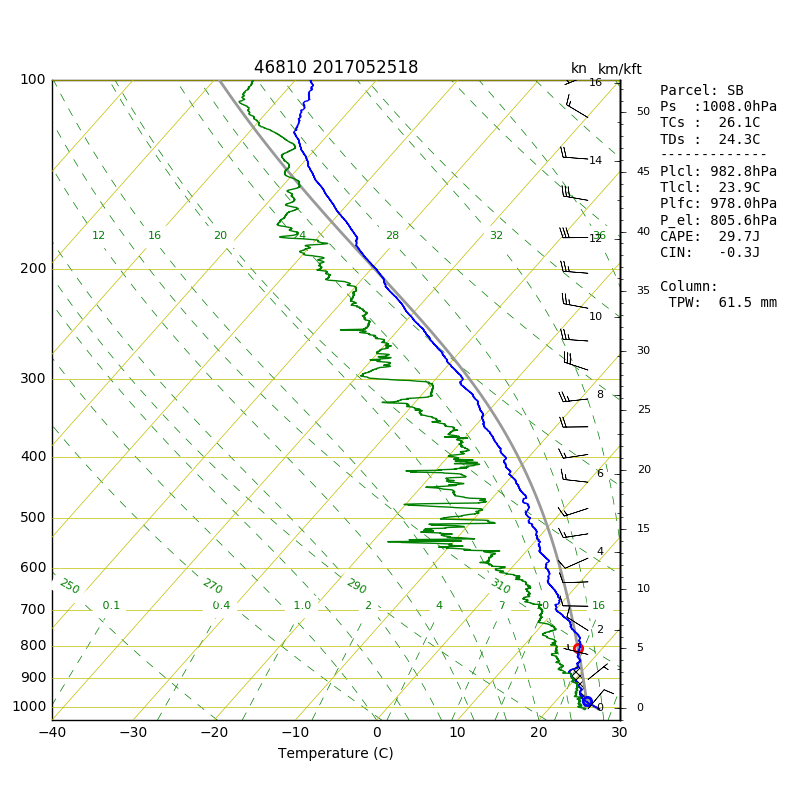 46810 2017052518
kn km/kft
100
200
300
400
500
600
700
800
900
1000
−40 −30 −20 −10 0 10 20 30
Temperature (C)
12 16 20 24 28 32 36
250 270 290 310
0.1 0.4 1.0 2 4 7 10 16
16
14
12
10
8
6
4
2
0
50
45
40
35
30
25
20
15
10
5
0
Parcel: SB
Ps  :1008.0hPa
TCs :  26.1C
TDs :  24.3C
-------------
Plcl: 982.8hPa
Tlcl:  23.9C
Plfc: 978.0hPa
P_el: 805.6hPa
CAPE:  29.7J
CIN:   -0.3J
Column:
TPW:  61.5 mm